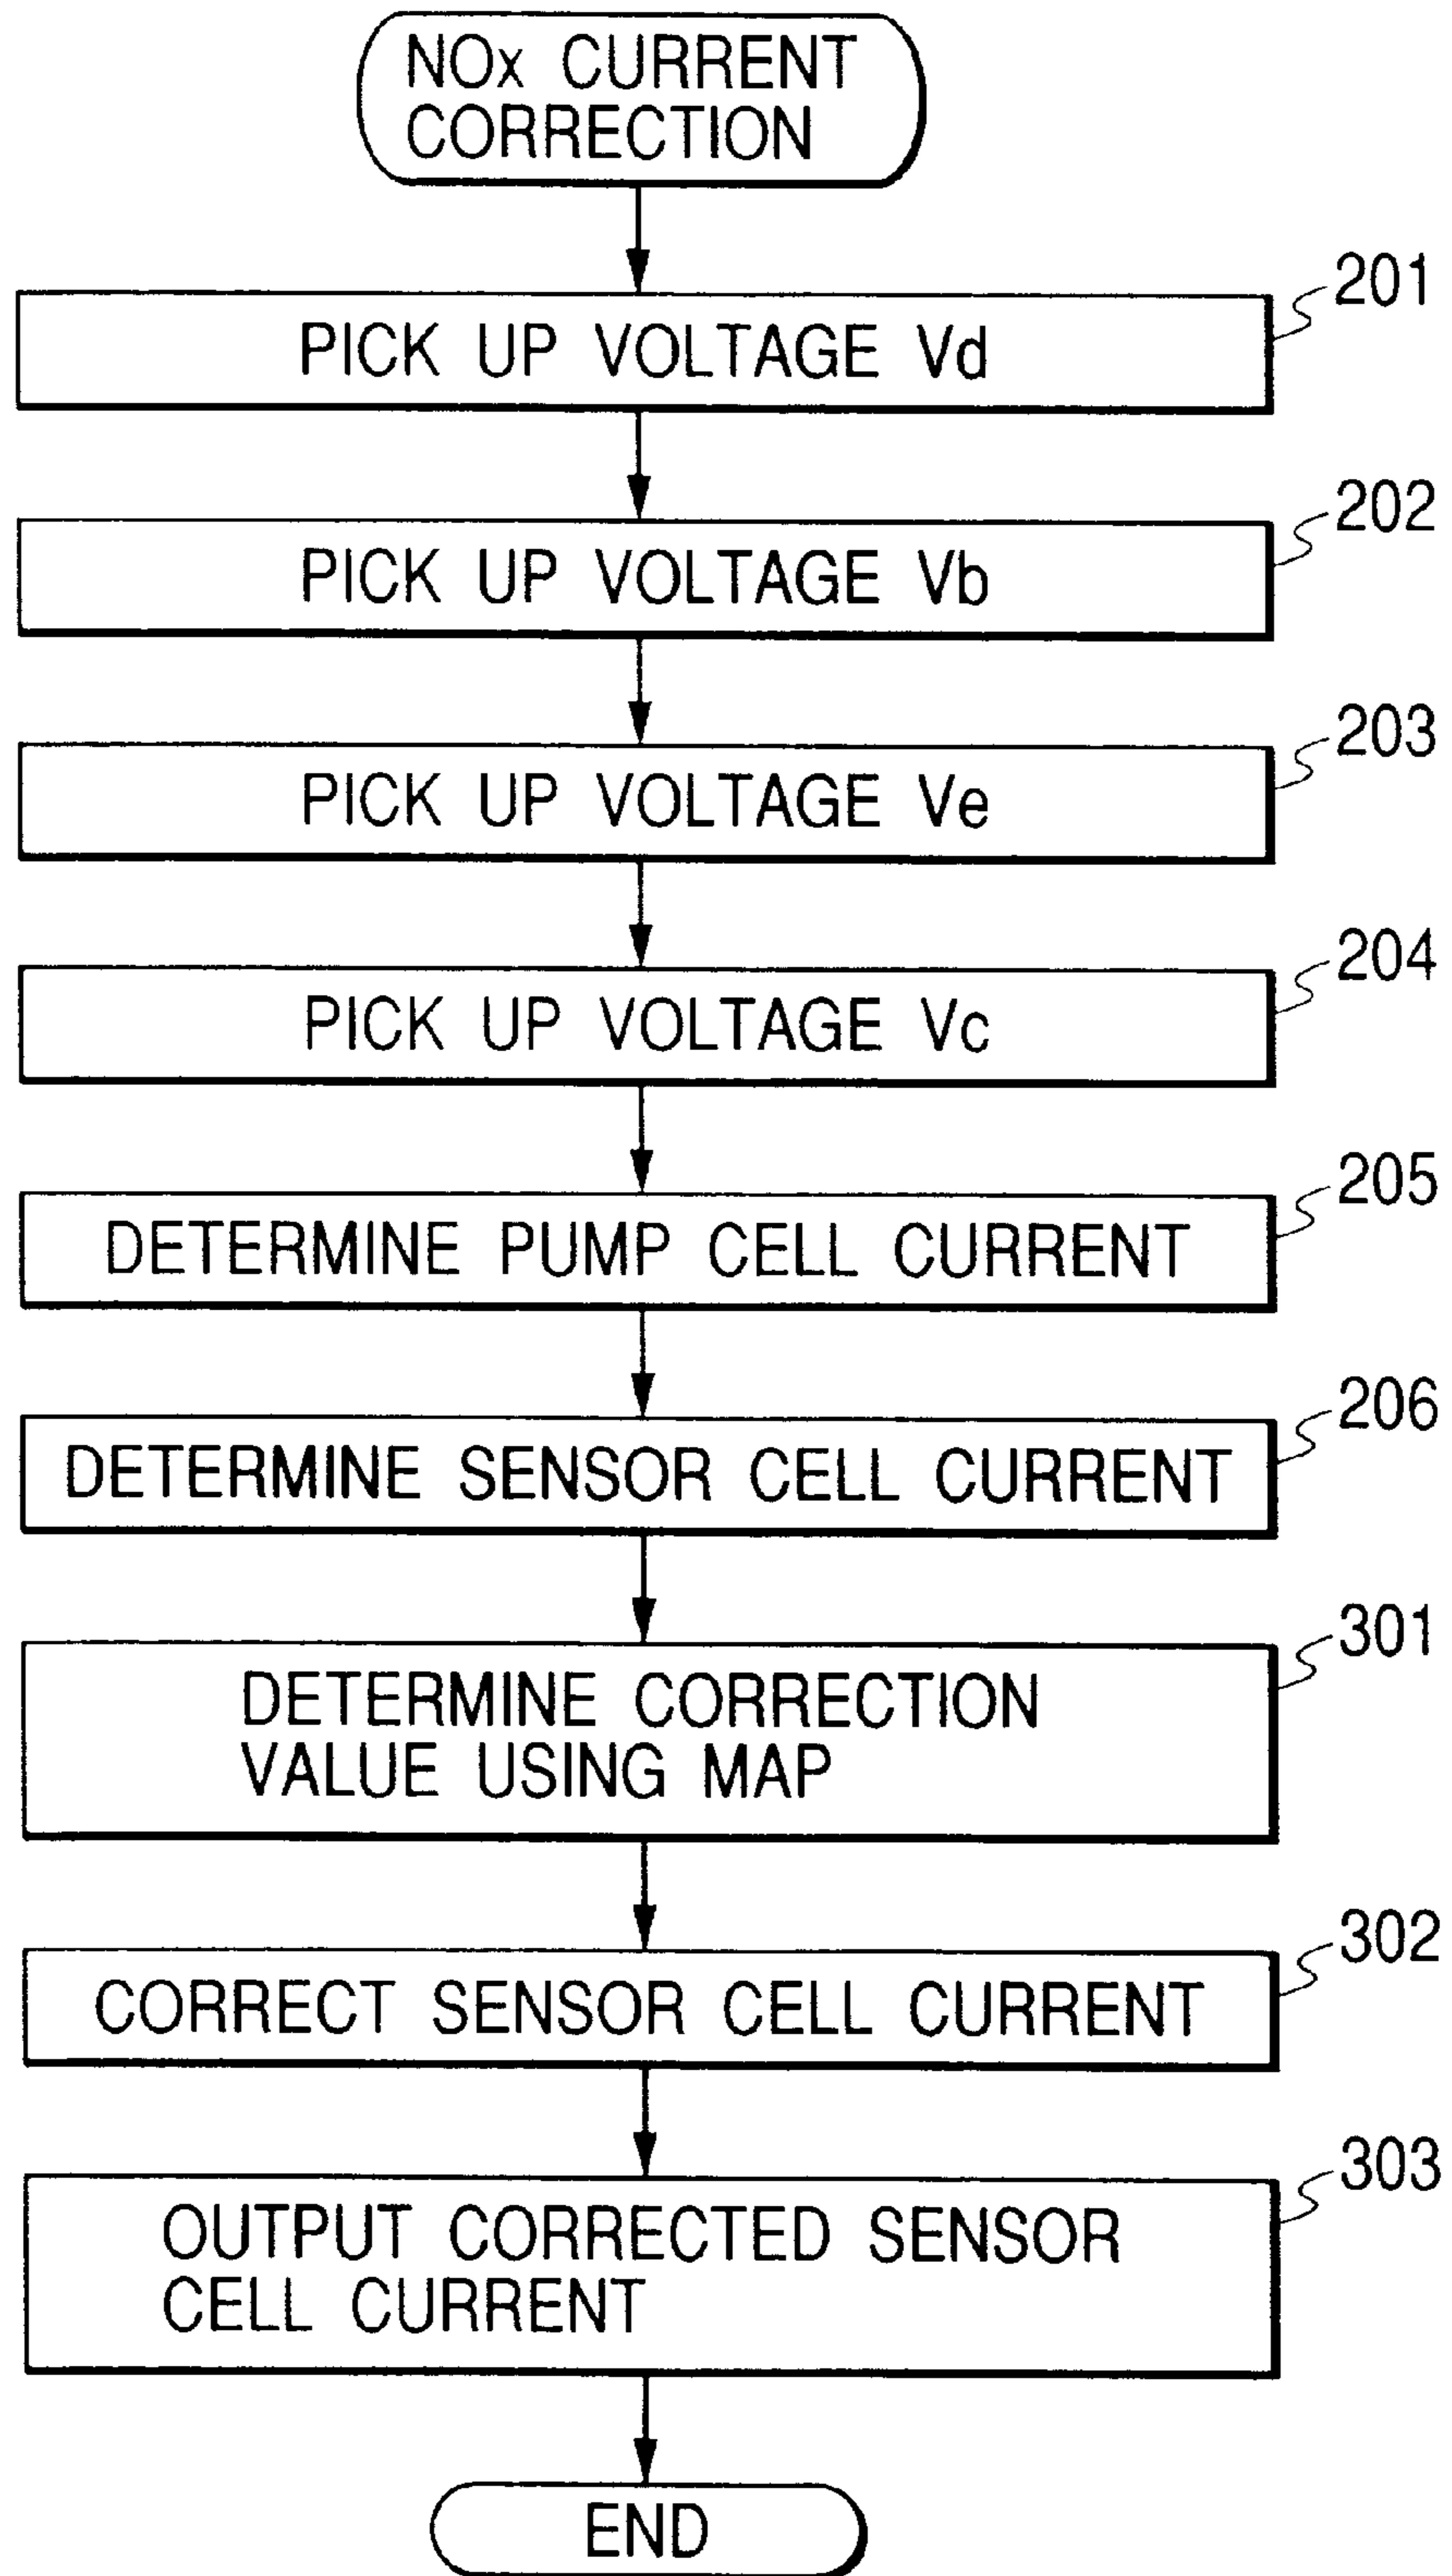 NOx CURRENT
CORRECTION
201
PICK UP VOLTAGE Vd
202
PICK UP VOLTAGE Vb
203
PICK UP VOLTAGE Ve
204
PICK UP VOLTAGE Vc
205
DETERMINE PUMP CELL CURRENT
206
DETERMINE SENSOR CELL CURRENT
301
DETERMINE CORRECTION
VALUE USING MAP
302
CORRECT SENSOR CELL CURRENT
303
OUTPUT CORRECTED SENSOR
CELL CURRENT
END